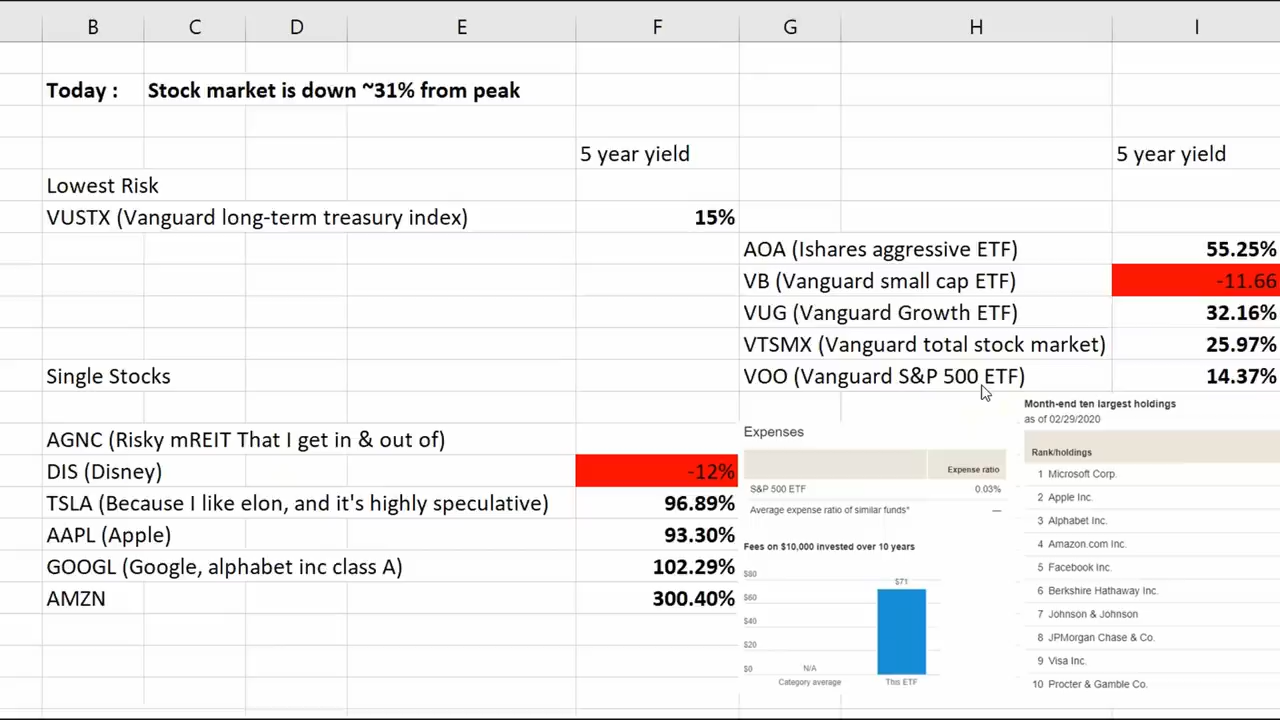 B C D E F G H I
Today : Stock market is down ~31% from peak
5 year yield 5 year yield
Lowest Risk
VUSTX (Vanguard long-term treasury index) 15%
AOA (Ishares aggressive ETF) 55.25%
VB (Vanguard small cap ETF) -11.66
VUG (Vanguard Growth ETF) 32.16%
VTSMX (Vanguard total stock market) 25.97%
Single Stocks VOO (Vanguard S&P 500 ETF) 14.37%
AGNC (Risky mREIT That I get in & out of)
DIS (Disney) -12%
TSLA (Because I like elon, and it's highly speculative) 96.89%
AAPL (Apple) 93.30%
GOOGL (Google, alphabet inc class A) 102.29%
AMZN 300.40%
Expenses
Expense ratio
S&P 500 ETF 0.03%
Average expense ratio of similar funds* —
Fees on $10,000 invested over 10 years
$80
$71
$60
$40
$20
$0
N/A
Category average This ETF
Month-end ten largest holdings
as of 02/29/2020
Rank/holdings
1 Microsoft Corp.
2 Apple Inc.
3 Alphabet Inc.
4 Amazon.com Inc.
5 Facebook Inc.
6 Berkshire Hathaway Inc.
7 Johnson & Johnson
8 JPMorgan Chase & Co.
9 Visa Inc.
10 Procter & Gamble Co.